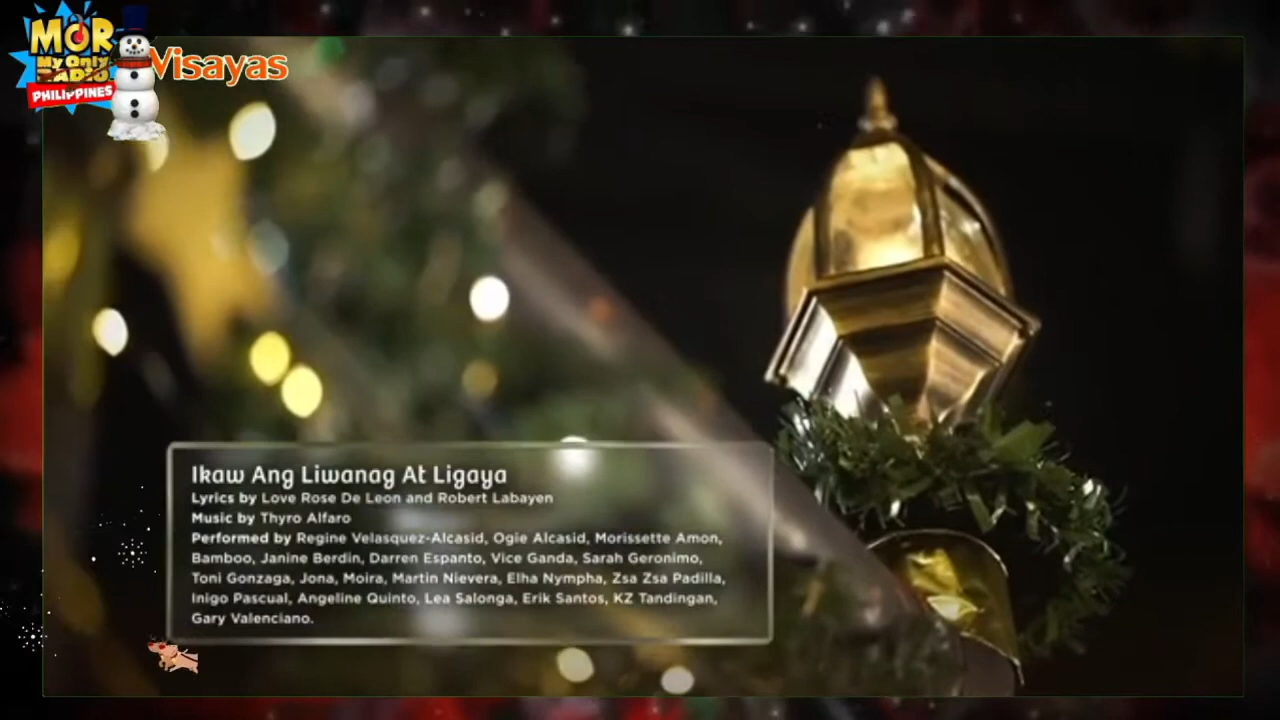 MOR
My Only
RADIO
PHILIPPINES
Visayas
Ikaw Ang Liwanag At Ligaya
Lyrics by Love Rose De Leon and Robert Labayen
Music by Thyro Alfaro
Performed by Regine Velasquez-Alcasid, Ogie Alcasid, Morissette Amon,
Bamboo, Janine Berdin, Darren Espanto, Vice Ganda, Sarah Geronimo,
Toni Gonzaga, Jona, Moira, Martin Nievera, Elha Nympha, Zsa Zsa Padilla,
Inigo Pascual, Angeline Quinto, Lea Salonga, Erik Santos, KZ Tandingan,
Gary Valenciano.